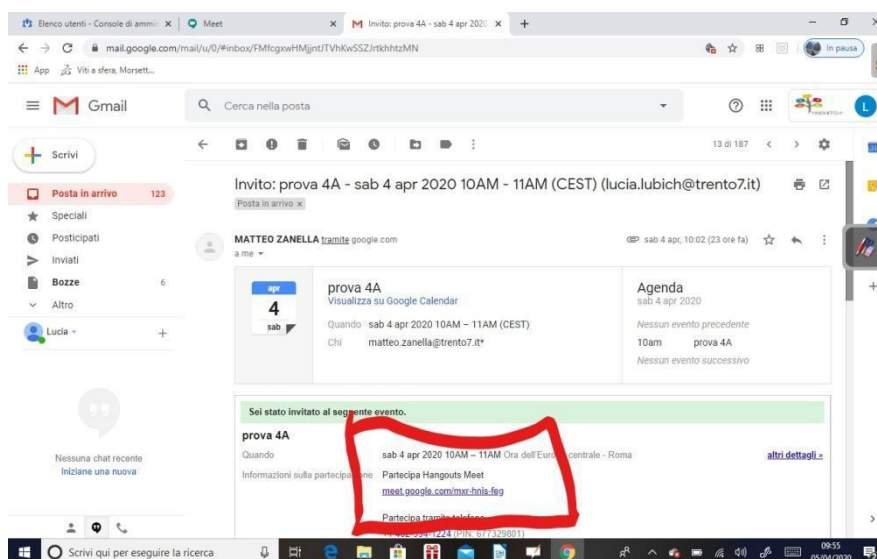 Elenco utenti - Console di ammin
Meet
Invito: prova 4A - sab 4 apr 2020
mail.google.com/mail/u/0/#inbox/FMfcgxwHMjjntJTVhKwSSZJrtkhhtzMN
In pausa
App
Viti a sfera, Morsett...
Gmail
Cerca nella posta
L
Scrivi
13 di 187
Posta in arrivo 123
Speciali
Posticipati
Inviati
Bozze 6
Altro
Lucia
Nessuna chat recente
Iniziane una nuova
Invito: prova 4A - sab 4 apr 2020 10AM - 11AM (CEST) (lucia.lubich@trento7.it)
Posta in arrivo x
MATTEO ZANELLA tramite google.com
sab 4 apr, 10:02 (23 ore fa)
a me
apr
4
sab
prova 4A
Visualizza su Google Calendar
Quando sab 4 apr 2020 10AM – 11AM (CEST)
Chi matteo.zanella@trento7.it*
Agenda
sab 4 apr 2020
Nessun evento precedente
10am prova 4A
Nessun evento successivo
Sei stato invitato al seguente evento.
prova 4A
Quando sab 4 apr 2020 10AM – 11AM Ora dell'Europa centrale - Roma
altri dettagli »
Informazioni sulla partecipazione Partecipa Hangouts Meet
meet.google.com/mxr-hnis-feg
Partecipa tramite telefono
(PIN: 677329801)
Scrivi qui per eseguire la ricerca
09:55
05/04/2020